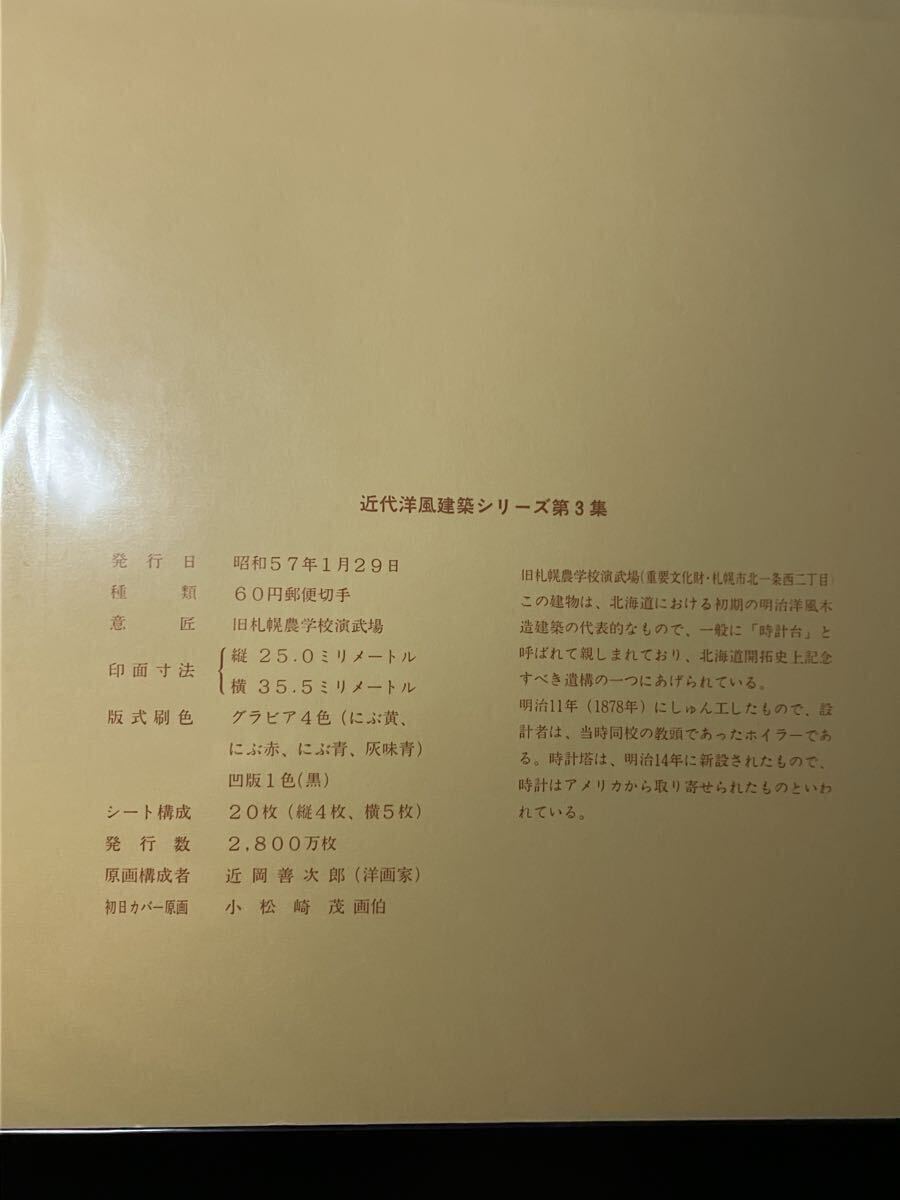 近代洋風建築シリーズ第3集
発行日 昭和57年1月29日
種類 60円郵便切手
意匠 旧札幌農学校演武場
印面寸法 縦 25.0ミリメートル
横 35.5ミリメートル
版式刷色 グラビア4色(にぶ黄、
にぶ赤、にぶ青、灰味青)
凹版1色(黒)
シート構成 20枚(縦4枚、横5枚)
発行数 2,800万枚
原画構成者 近岡善次郎(洋画家)
初日カバー原画 小松崎茂画伯
旧札幌農学校演武場(重要文化財・札幌市北一条西二丁目)
この建物は、北海道における初期の明治洋風木
造建築の代表的なもので、一般に「時計台」と
呼ばれて親しまれており、北海道開拓史上記念
すべき遺構の一つにあげられている。
明治11年(1878年)にしゅん工したもので、設
計者は、当時同校の教頭であったホイラーであ
る。時計塔は、明治14年に新設されたもので、
時計はアメリカから取り寄せられたものといわ
れている。